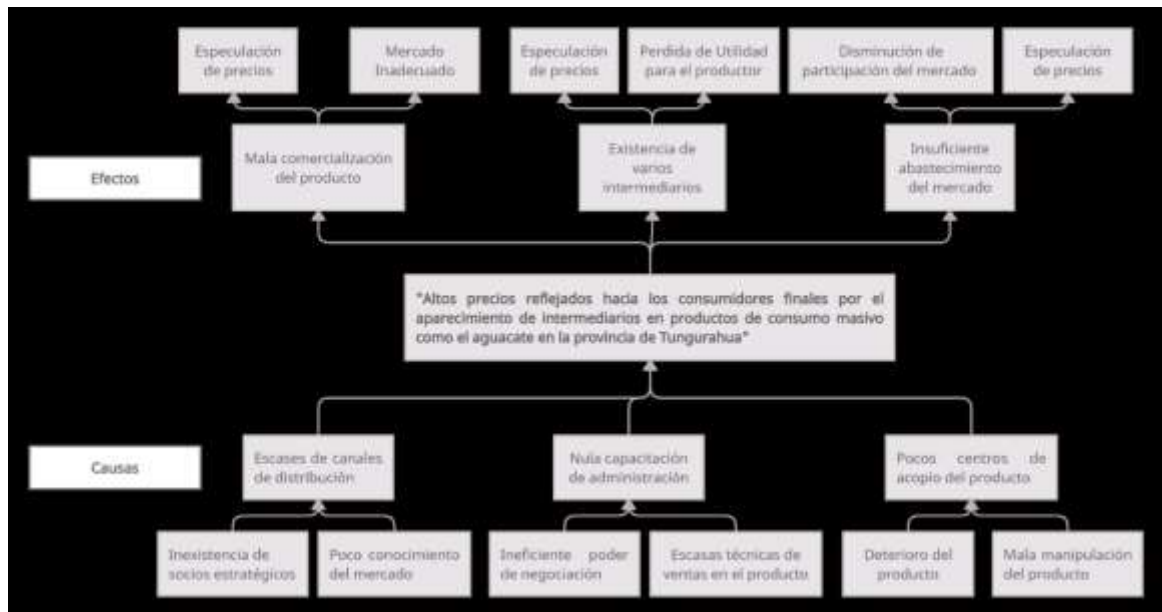 Especulación
de precios
Mercado
Inadecuado
Especulación
de precios
Perdida de Utilidad
para el productor
Disminución de
participación del mercado
Especulación
de precios
Efectos
Mala comercialización
del producto
Existencia de
varios
intermediarios
Insuficiente
abastecimiento
del mercado
"Altos precios reflejados hacia los consumidores finales por el
aparecimiento de intermediarios en productos de consumo masivo
como el aguacate en la provincia de Tungurahua"
Causas
Escases de canales
de distribución
Nula capacitación
de administración
Pocos centros de
acopio del producto
Inexistencia de
socios estratégicos
Poco conocimiento
del mercado
Ineficiente poder
de negociación
Escasas técnicas de
ventas en el producto
Deterioro del
producto
Mala manipulación
del producto